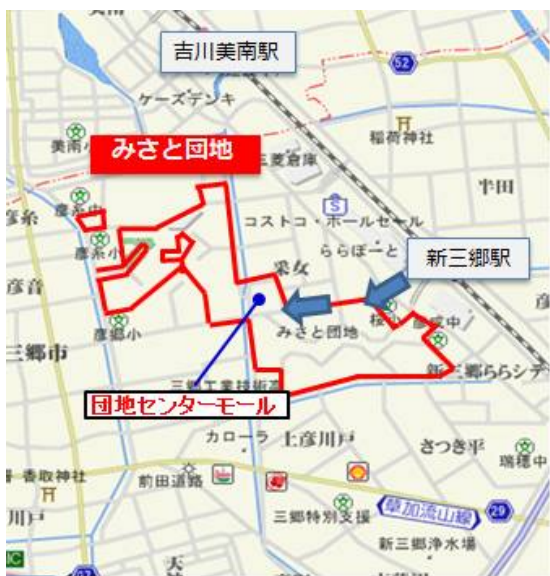 吉川美南駅
52
ケーズデンキ
稲荷神社
みさと団地
三菱倉庫
半田
彦糸中
S
コストコ・ホールセール
彦糸小
ららぽーと
新三郷駅
采女
彦音
桜小
彦成中
彦郷小
みさと団地
三郷市
新三郷ららシテ
三郷工業技術高
団地センターモール
カローラ
上彦川戸
さつき平
瑞穂中
香取神社
前田道路
三郷特別支援
草加流山線
29
新三郷浄水場